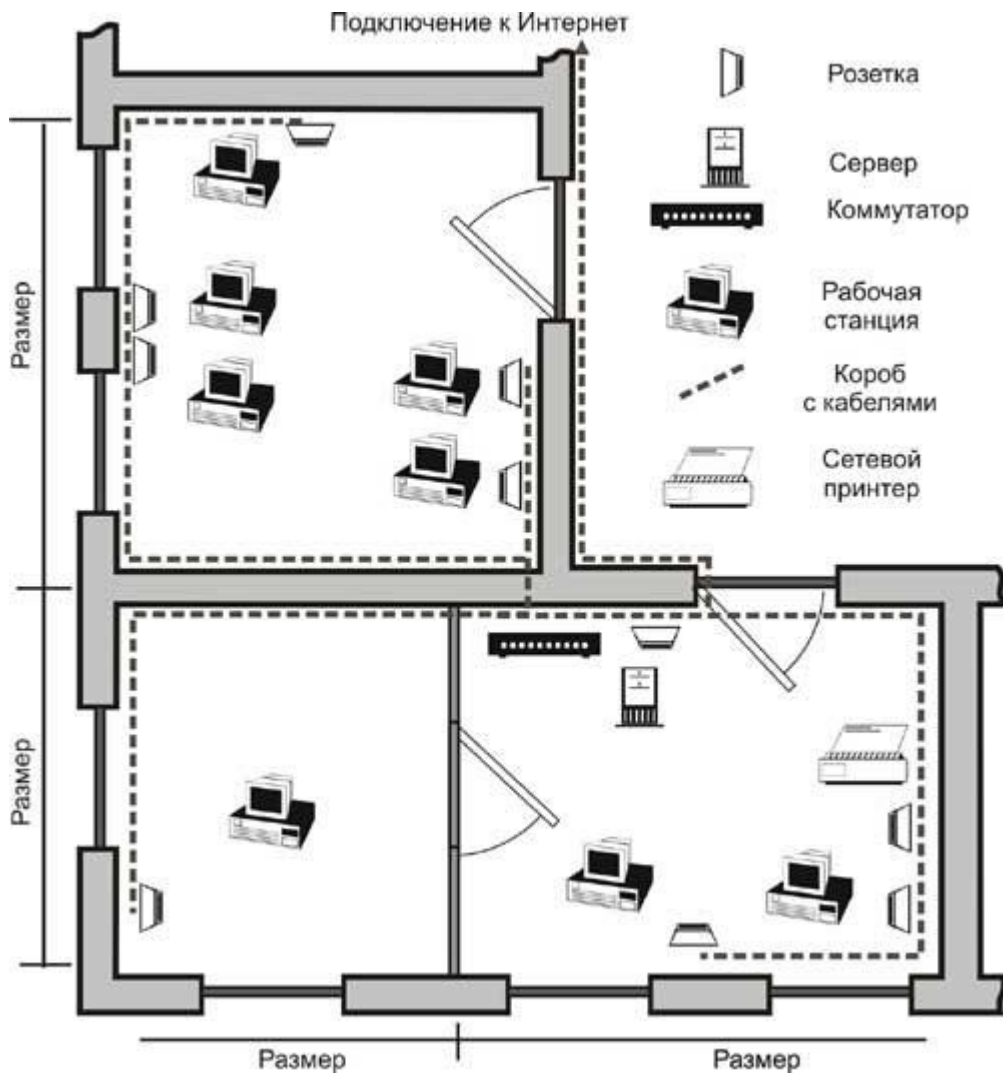 Подключение к Интернет
Розетка
Сервер
Коммутатор
Рабочая
станция
Короб
с кабелями
Сетевой
принтер
Размер
Размер
Размер
Размер